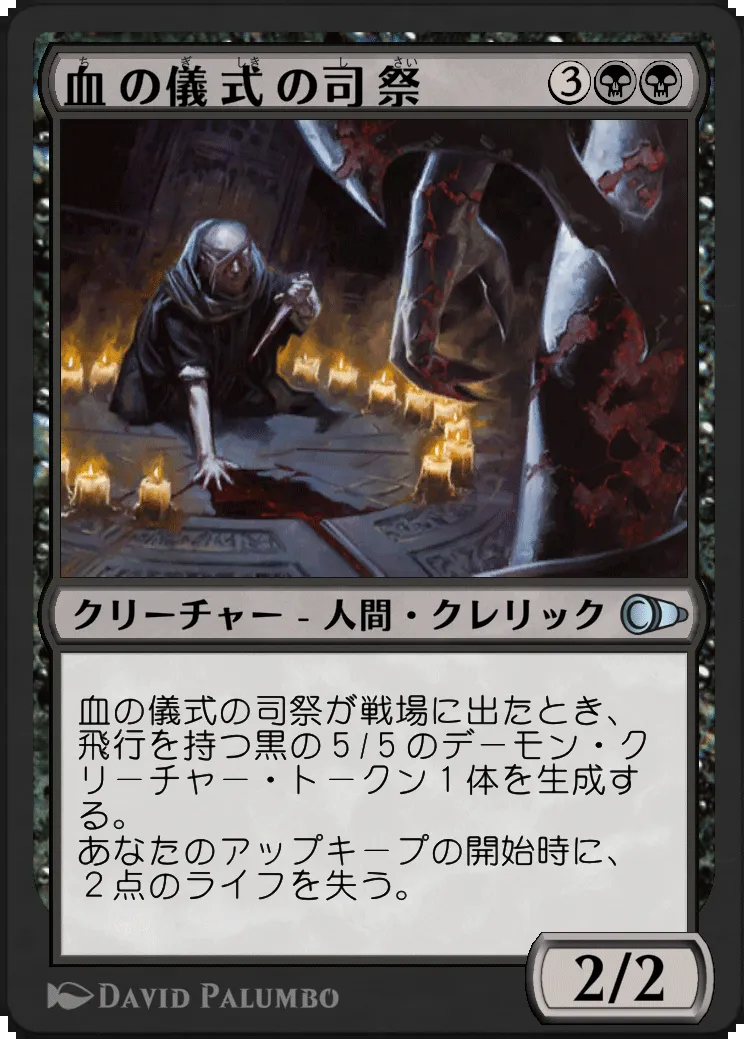 血の儀式の司祭 3
クリーチャー - 人間・クレリック
血の儀式の司祭が戦場に出たとき、
飛行を持つ黒の5/5のデーモン・ク
リーチャー・トークン1体を生成す
る。
あなたのアップキープの開始時に、
2点のライフを失う。
2/2
DAVID PALUMBO